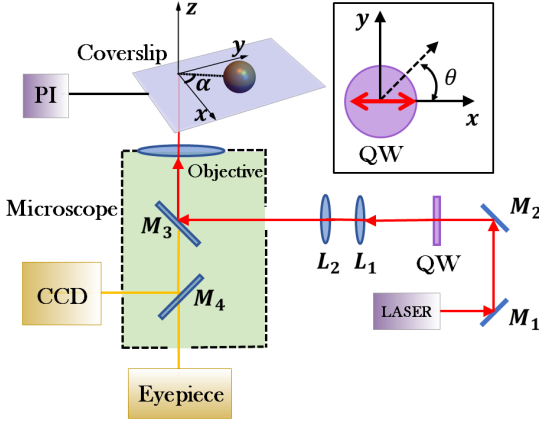 z
Coverslip
y
α
x
PI
Objective
Microscope
M3
M4
CCD
Eyepiece
L2
L1
QW
M2
LASER
M1
y
θ
x
QW